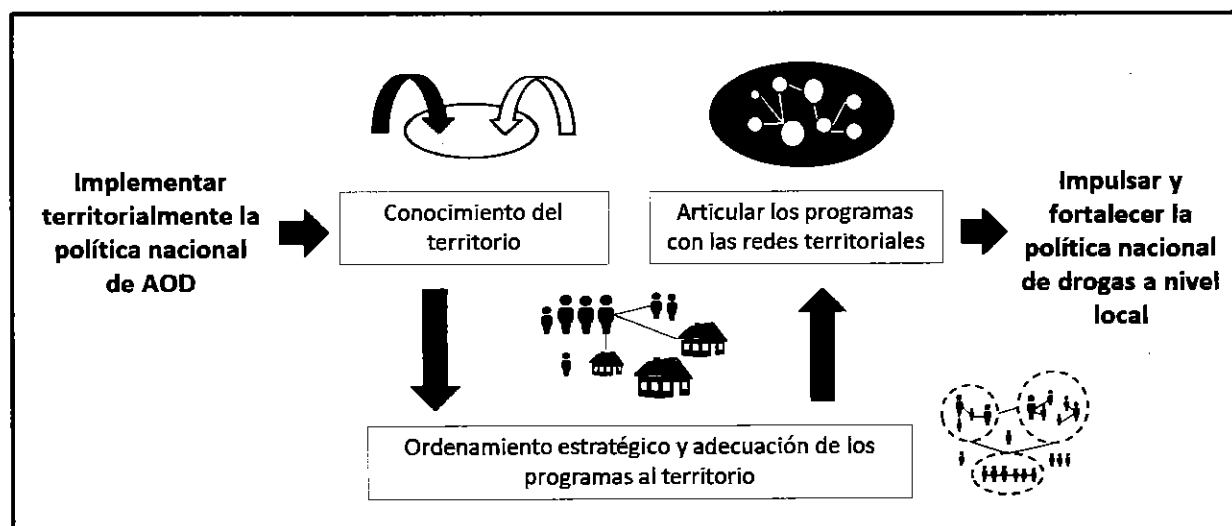 Implementar
territorialmente la
política nacional
de AOD
Conocimiento del
territorio
Articular los programas
con las redes territoriales
Impulsar y
fortalecer la
política nacional
de drogas a nivel
local
Ordenamiento estratégico y adecuación de los
programas al territorio